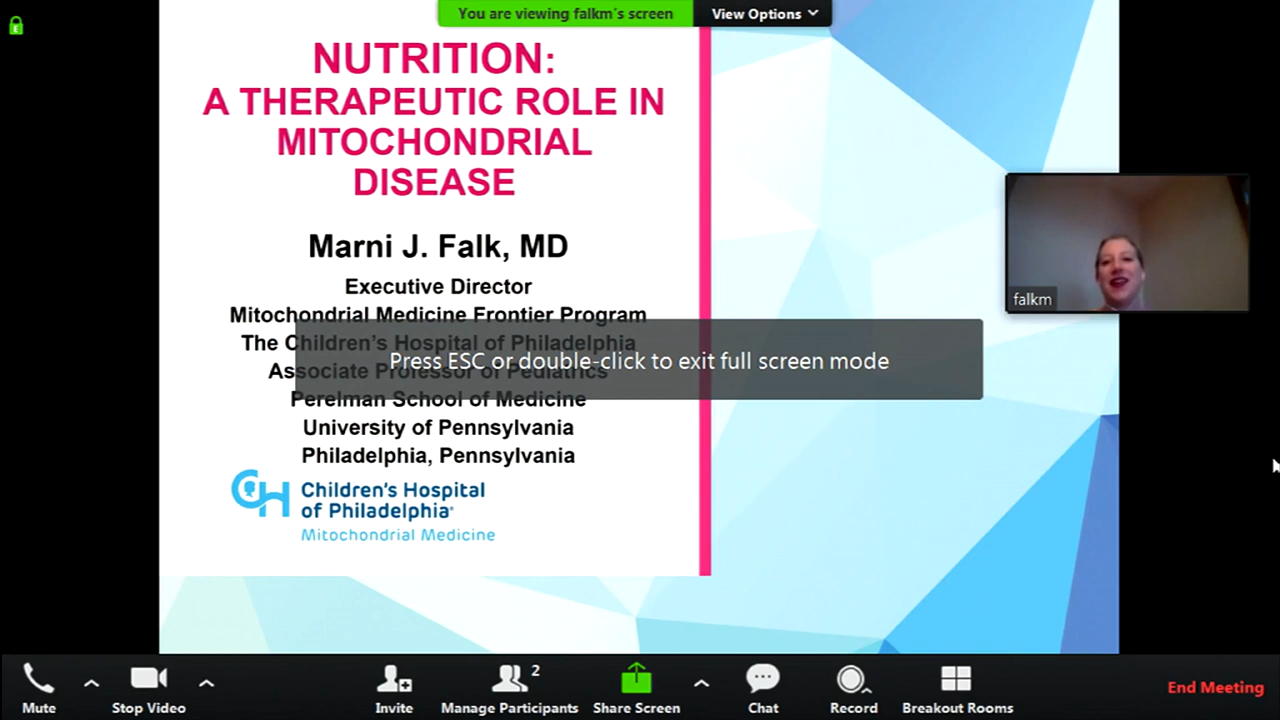 You are viewing falkm's screen
View Options
E
NUTRITION:
A THERAPEUTIC ROLE IN
MITOCHONDRIAL
DISEASE
Marni J. Falk, MD
Executive Director
Mitochondrial Medicine Frontier Program
The Children's Hospital of Philadelphia
Press ESC or double-click to exit full screen mode
Associate Professor of Pediatrics
Perelman School of Medicine
University of Pennsylvania
Philadelphia, Pennsylvania
CH Children's Hospital
of Philadelphia®
Mitochondrial Medicine
falkm
Mute
Stop Video
Invite
2
Manage Participants
Share Screen
Chat
Record
Breakout Rooms
End Meeting